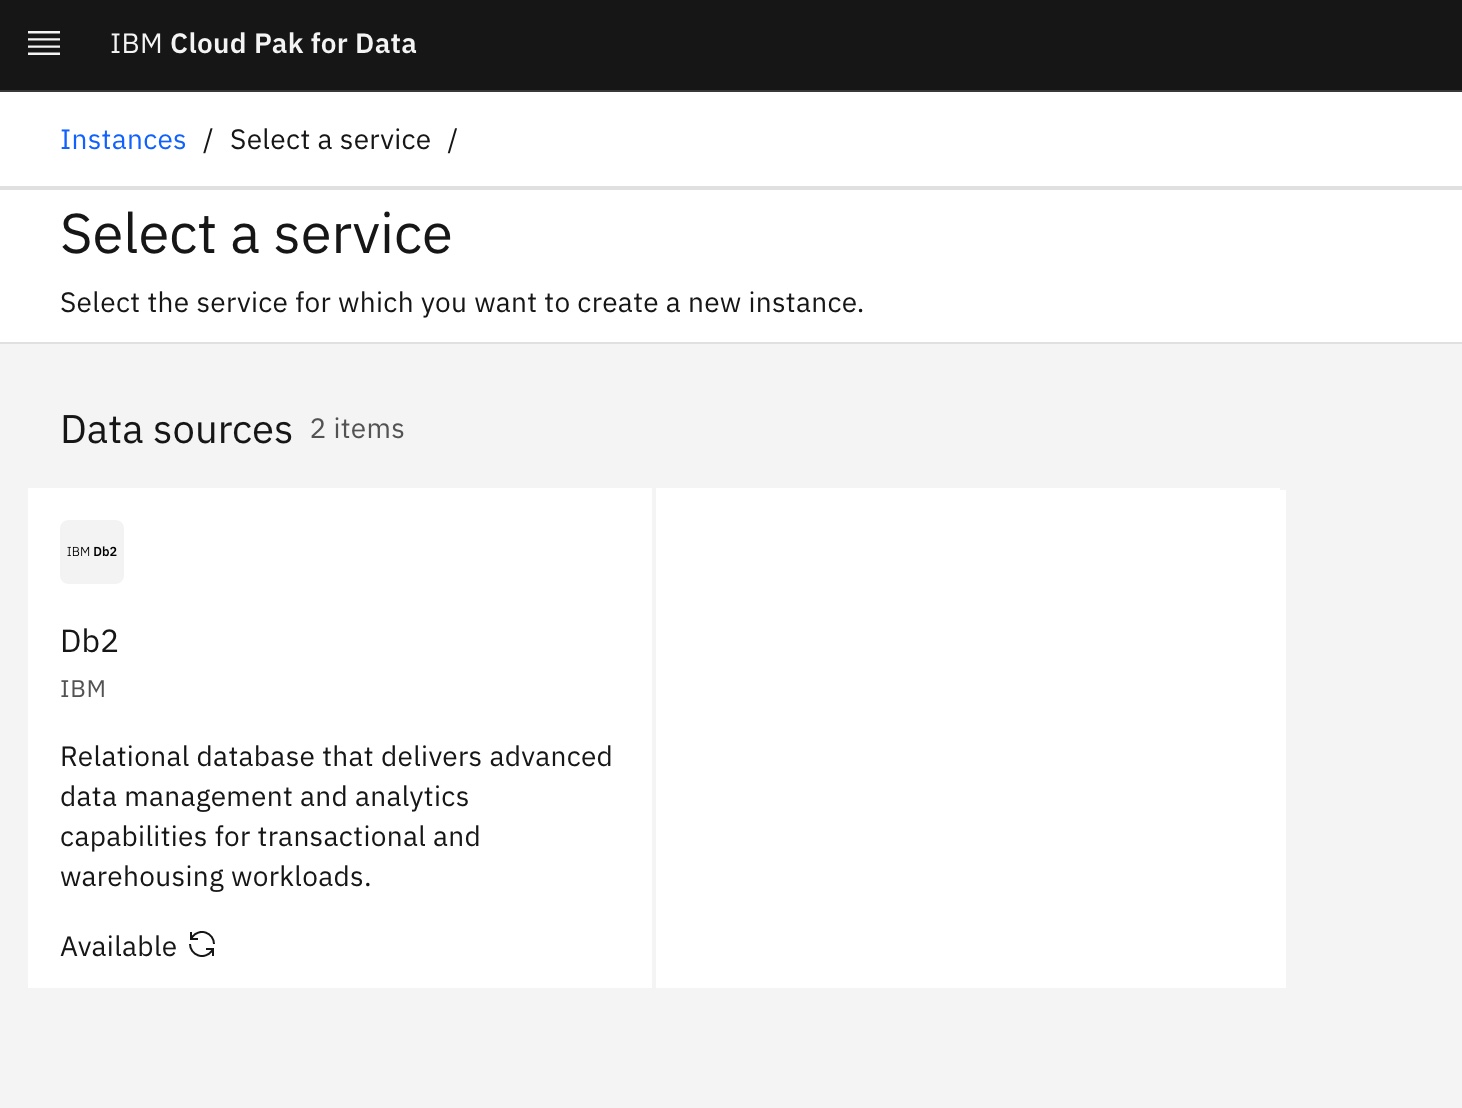 IBM Cloud Pak for Data
Instances / Select a service /
Select a service
Select the service for which you want to create a new instance.
Data sources 2 items
IBM Db2
Db2
IBM
Relational database that delivers advanced
data management and analytics
capabilities for transactional and
warehousing workloads.
Available